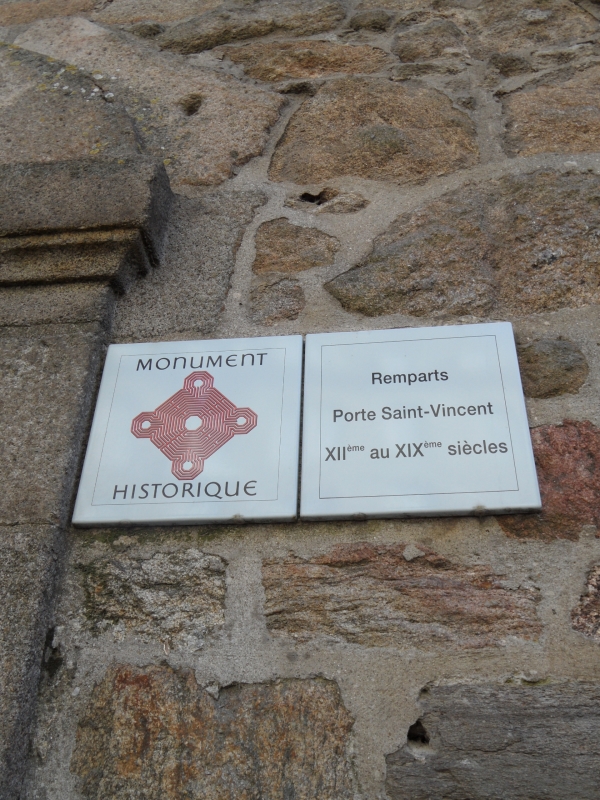 MONUMENT
HISTORIQUE
Remparts
Porte Saint-Vincent
XIIème au XIXème siècles